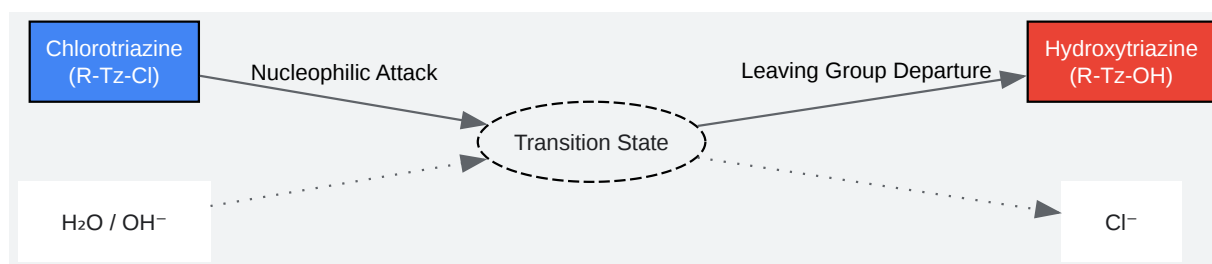 Chlorotriazine
(R-Tz-Cl)
Nucleophilic Attack
Transition State
Leaving Group Departure
Hydroxytriazine
(R-Tz-OH)
H₂O / OH⁻
Cl⁻